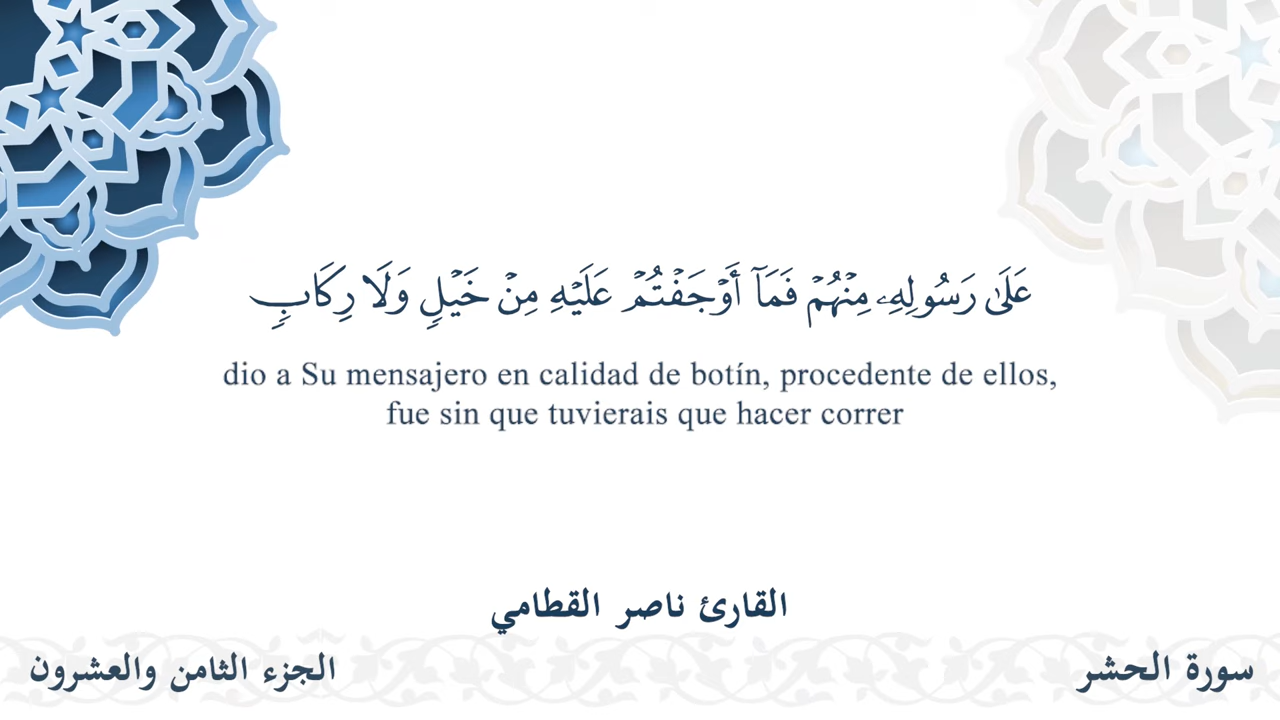 عَلَىٰ رَسُولِهِۦ مِنۡهُمۡ فَمَآ أَوۡجَفۡتُمۡ عَلَيۡهِ مِنۡ خَيۡلٖ وَلَا رِكَابٖ
dio a Su mensajero en calidad de botín, procedente de ellos,
fue sin que tuvierais que hacer correr
القارئ ناصر القطامي
سورة الحشر
الجزء الثامن والعشرون